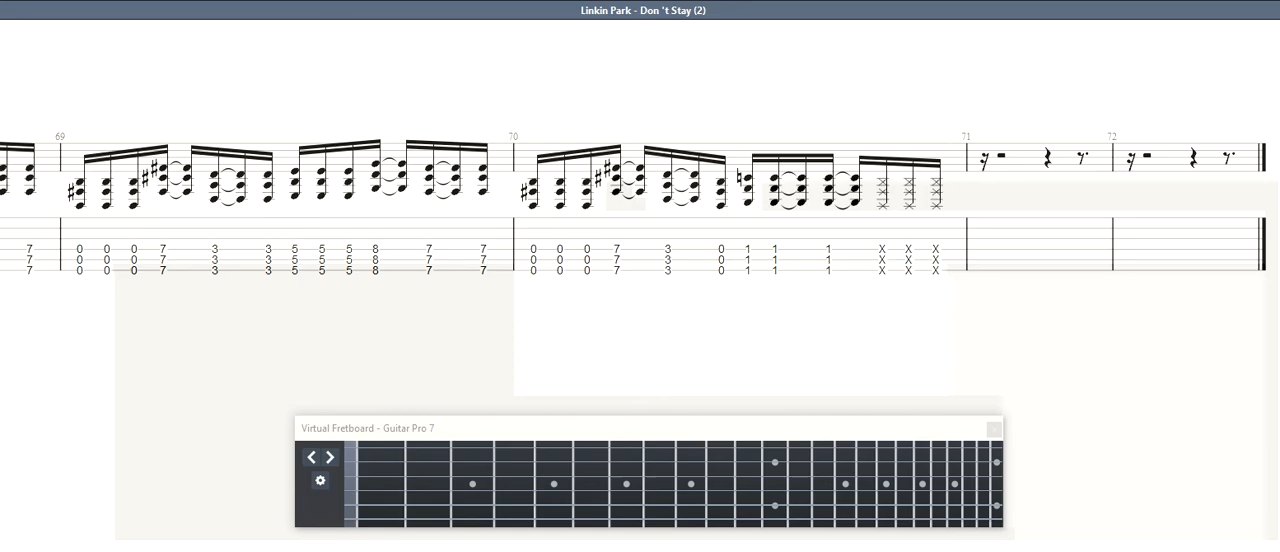 Linkin Park - Don 't Stay (2)
69 70 71 72
7 0 0 0 7 3 3 5 5 5 8 7 7 0 0 0 7 3 0 1 1 1 X X X
7 0 0 0 7 3 3 5 5 5 8 7 7 0 0 0 7 3 0 1 1 1 X X X
7 0 0 0 7 3 3 5 5 5 8 7 7 0 0 0 7 3 0 1 1 1 X X X
Virtual Fretboard - Guitar Pro 7